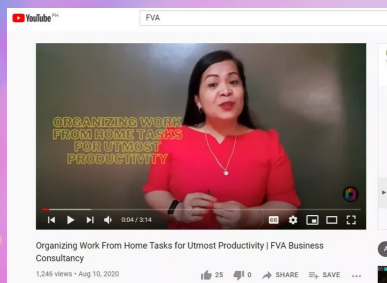 YouTube PH
FVA
ORGANIZING WORK
FROM HOME TASKS
FOR UTMOST
PRODUCTIVITY
0:04 / 3:14
CC
Organizing Work From Home Tasks for Utmost Productivity | FVA Business
Consultancy
1,246 views • Aug 10, 2020
25
0
SHARE
SAVE